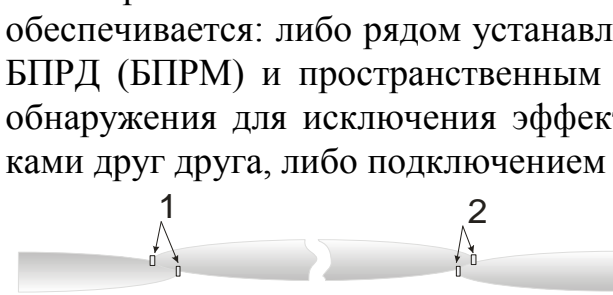 обеспечивается: либо рядом устанавл
БПРД (БПРМ) и пространственным
обнаружения для исключения эффект
ками друг друга, либо подключением
1 2